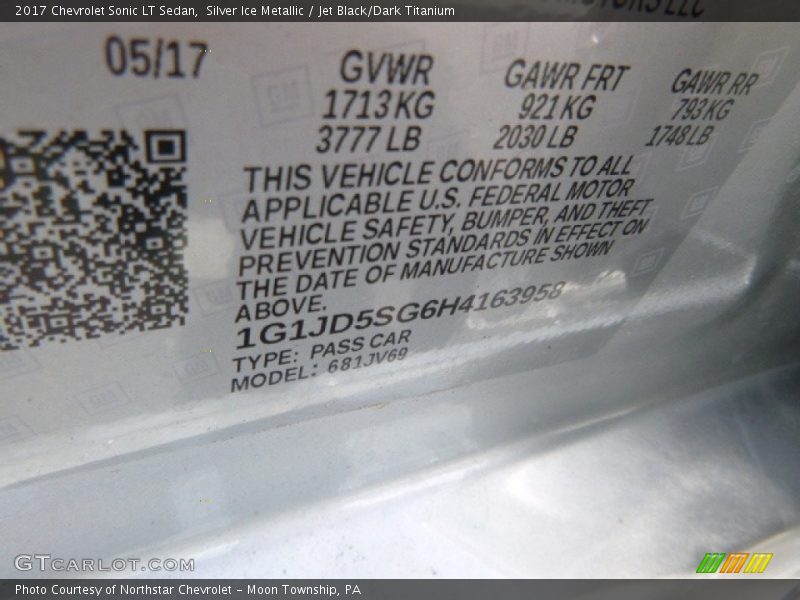 2017 Chevrolet Sonic LT Sedan,  Silver Ice Metallic / Jet Black/Dark Titanium
MOTORS LLC
05/17
GVWR GAWR FRT GAWR RR
1713 KG 921 KG 793 KG
3777 LB 2030 LB 1748 LB
THIS VEHICLE CONFORMS TO ALL
APPLICABLE U.S. FEDERAL MOTOR
VEHICLE SAFETY, BUMPER, AND THEFT
PREVENTION STANDARDS IN EFFECT ON
THE DATE OF MANUFACTURE SHOWN
ABOVE.
1G1JD5SG6H4163958
TYPE: PASS CAR
MODEL: 681JV69
GTCARLOT.COM
Photo Courtesy of Northstar Chevrolet – Moon Township, PA